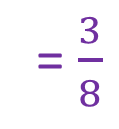 = 3/8